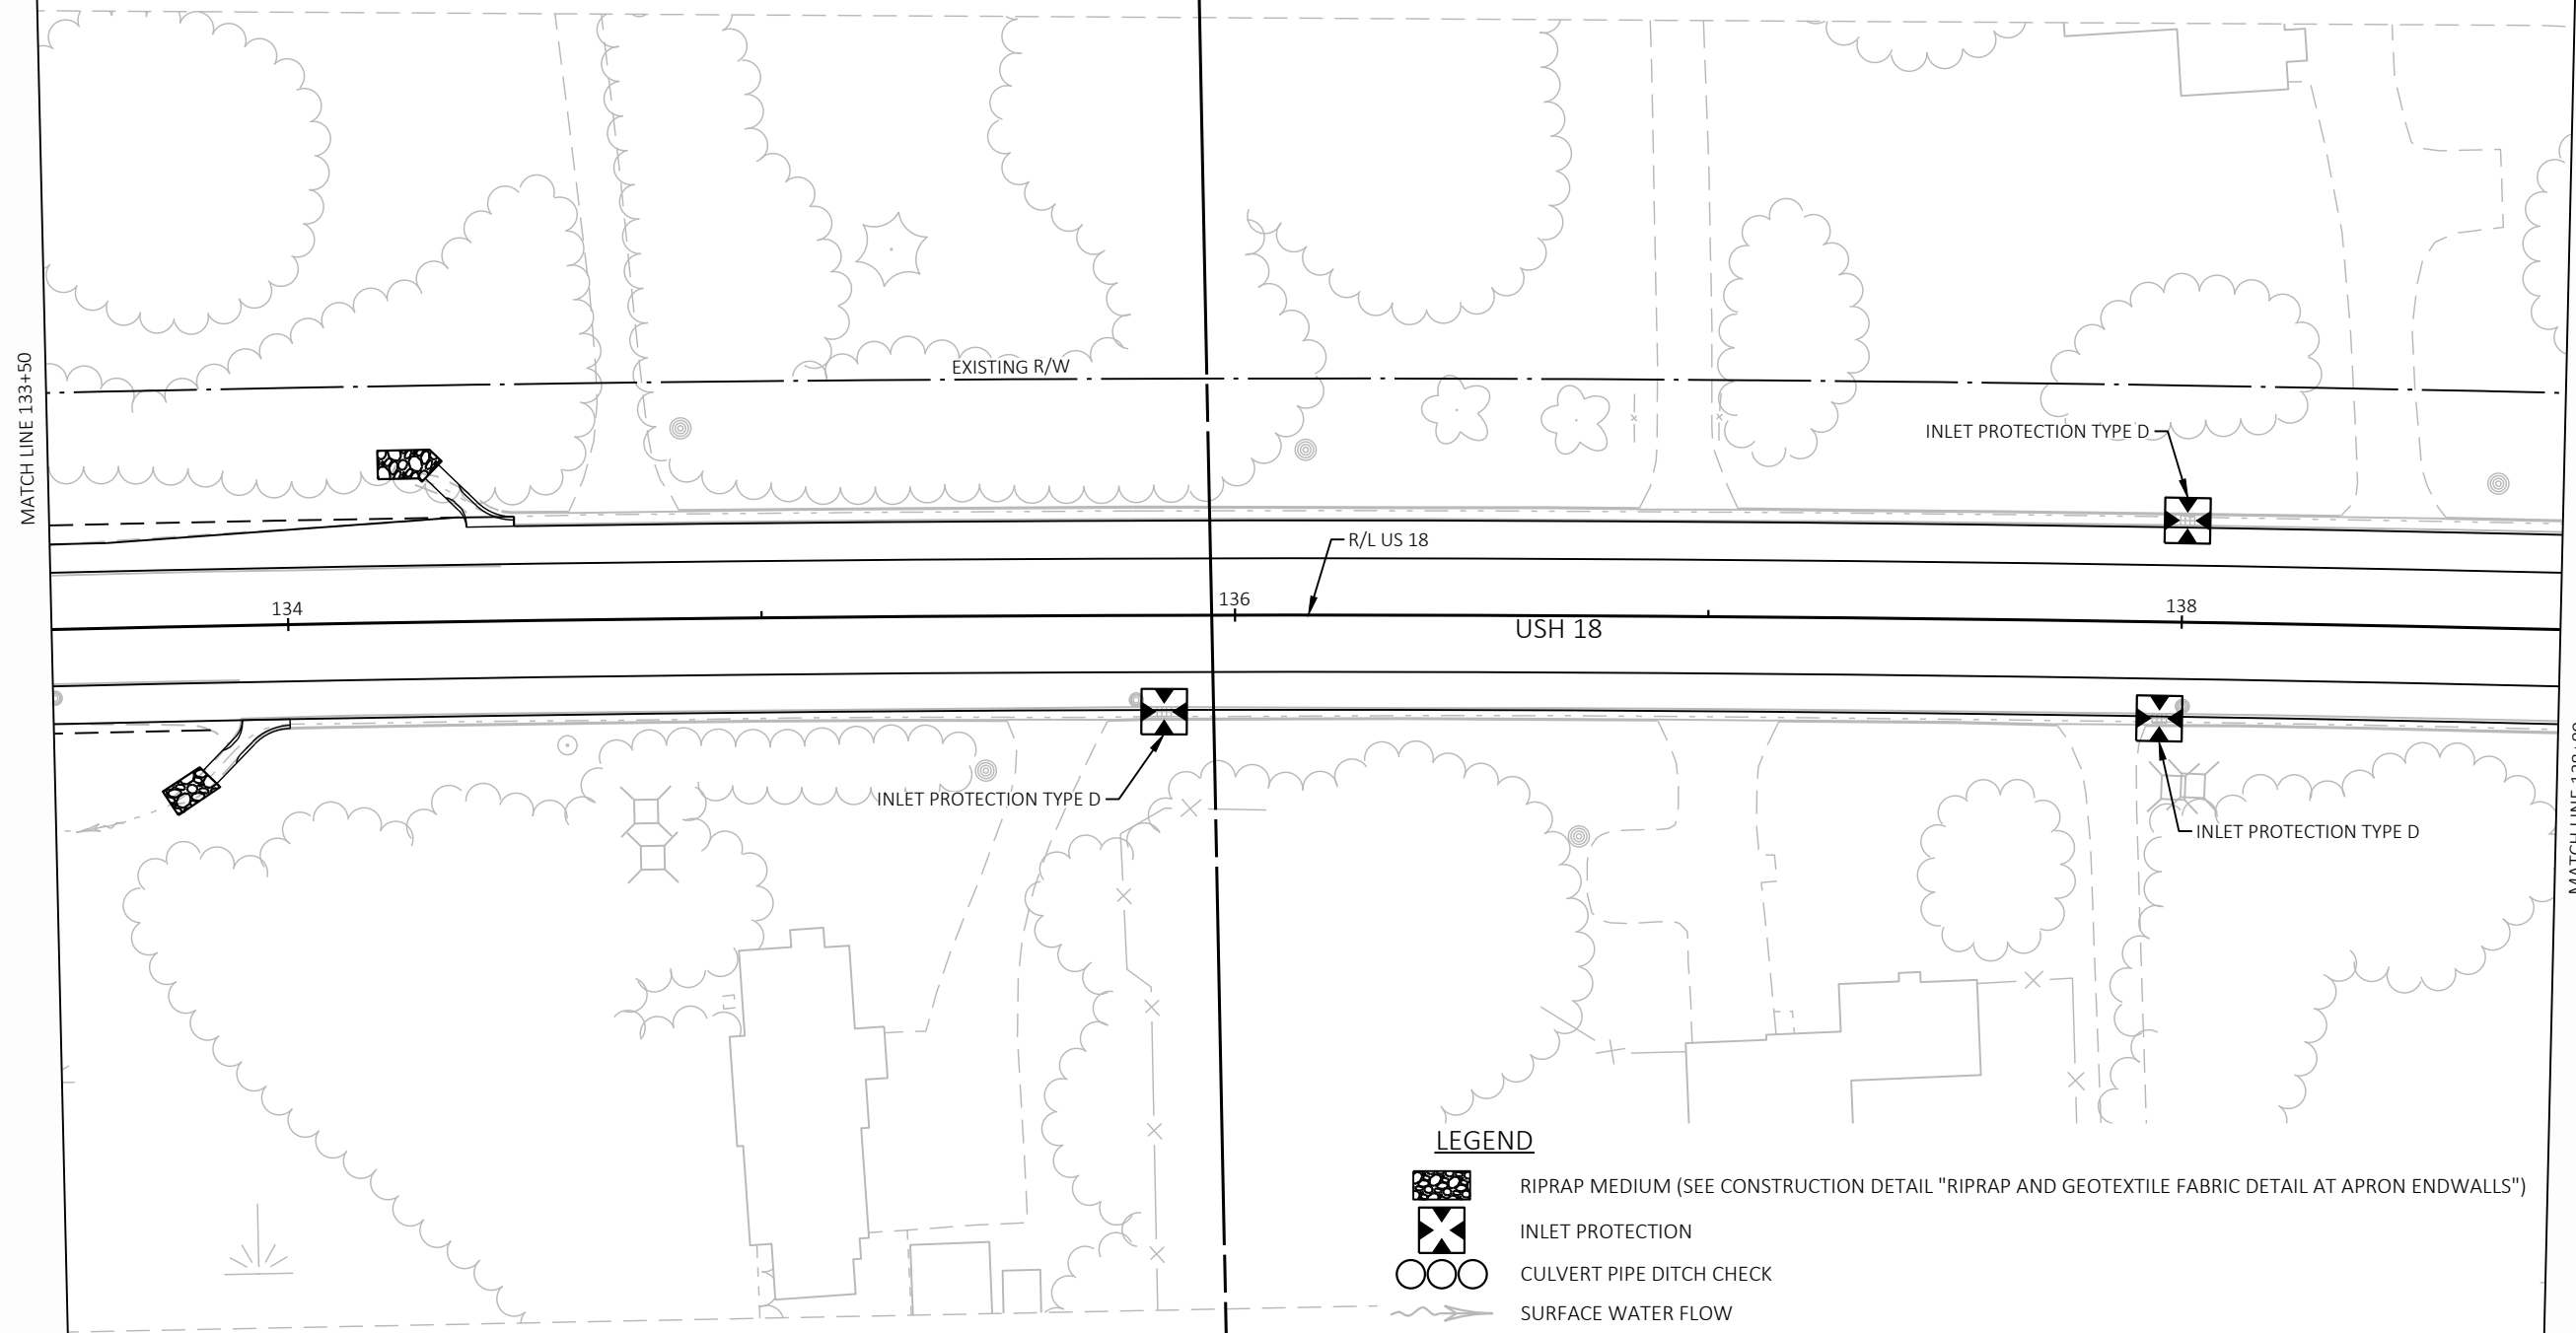 EXISTING R/W
MATCH LINE 133+50
INLET PROTECTION TYPE D
R/L US 18
134
136
138
USH 18
INLET PROTECTION TYPE D
INLET PROTECTION TYPE D
LEGEND
RIPRAP MEDIUM (SEE CONSTRUCTION DETAIL "RIPRAP AND GEOTEXTILE FABRIC DETAIL AT APRON ENDWALLS")
INLET PROTECTION
CULVERT PIPE DITCH CHECK
SURFACE WATER FLOW